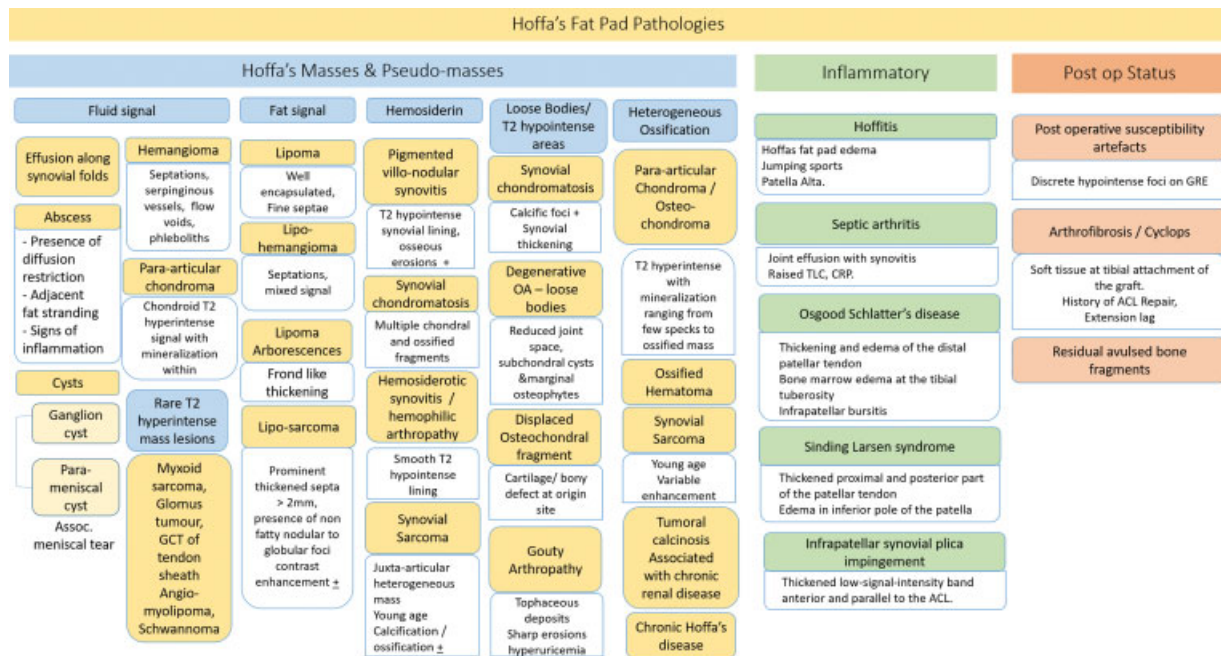 Hoffa's Fat Pad Pathologies
Hoffa's Masses & Pseudo-masses
Fluid signal
Effusion along
synovial folds
Abscess
- Presence of
diffusion
restriction
- Adjacent
fat stranding
- Signs of
inflammation
Cysts
Ganglion
cyst
Para-
meniscal
cyst
Assoc.
meniscal tear
Hemangioma
Septations,
serpinginous
vessels, flow
voids,
phleboliths
Para-articular
chondroma
Chondroid T2
hyperintense
signal with
mineralization
within
Rare T2
hyperintense
mass lesions
Myxoid
sarcoma,
Glomus
tumour,
GCT of
tendon
sheath
Angio-
myolipoma,
Schwannoma
Fat signal
Lipoma
Well
encapsulated,
Fine septae
Lipo-
hemangioma
Septations,
mixed signal
Lipoma
Arborescences
Frond like
thickening
Lipo-sarcoma
Prominent
thickened septa
> 2mm,
presence of non
fatty nodular to
globular foci
contrast
enhancement ±
Hemosiderin
Pigmented
villo-nodular
synovitis
T2 hypointense
synovial lining,
osseous
erosions +
Synovial
chondromatosis
Multiple chondral
and ossified
fragments
Hemosiderotic
synovitis /
hemophilic
arthropathy
Smooth T2
hypointense
lining
Synovial
Sarcoma
Juxta-articular
heterogeneous
mass
Young age
Calcification /
ossification ±
Loose Bodies/
T2 hypointense
areas
Synovial
chondromatosis
Calcific foci +
Synovial
thickening
Degenerative
OA – loose
bodies
Reduced joint
space,
subchondral cysts
&marginal
osteophytes
Displaced
Osteochondral
fragment
Cartilage/ bony
defect at origin
site
Gouty
Arthropathy
Tophaceous
deposits
Sharp erosions
hyperuricemia
Heterogeneous
Ossification
Para-articular
Chondroma /
Osteo-
chondroma
T2 hyperintense
with
mineralization
ranging from
few specks to
ossified mass
Ossified
Hematoma
Synovial
Sarcoma
Young age
Variable
enhancement
Tumoral
calcinosis
Associated
with chronic
renal disease
Chronic Hoffa's
disease
Inflammatory
Hoffitis
Hoffas fat pad edema
Jumping sports
Patella Alta.
Septic arthritis
Joint effusion with synovitis
Raised TLC, CRP.
Osgood Schlatter's disease
Thickening and edema of the distal
patellar tendon
Bone marrow edema at the tibial
tuberosity
Infrapatellar bursitis
Sinding Larsen syndrome
Thickened proximal and posterior part
of the patellar tendon
Edema in inferior pole of the patella
Infrapatellar synovial plica
impingement
Thickened low-signal-intensity band
anterior and parallel to the ACL.
Post op Status
Post operative susceptibility
artefacts
Discrete hypointense foci on GRE
Arthrofibrosis / Cyclops
Soft tissue at tibial attachment of
the graft.
History of ACL Repair,
Extension lag
Residual avulsed bone
fragments